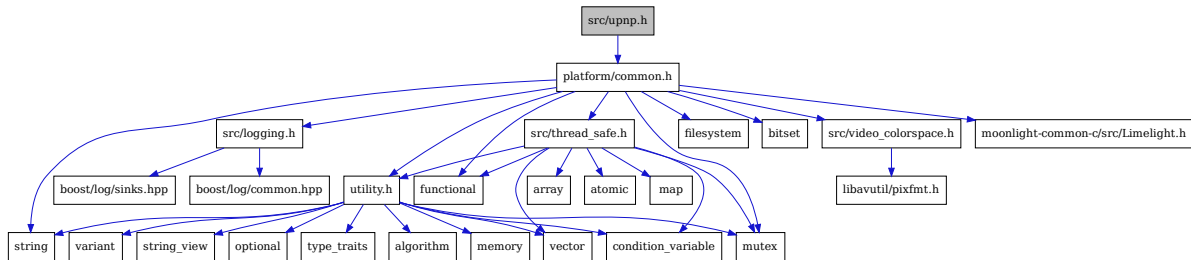 src/upnp.h
platform/common.h
src/logging.h
src/thread_safe.h
filesystem
bitset
src/video_colorspace.h
moonlight-common-c/src/Limelight.h
boost/log/sinks.hpp
boost/log/common.hpp
utility.h
functional
array
atomic
map
libavutil/pixfmt.h
string
variant
string_view
optional
type_traits
algorithm
memory
vector
condition_variable
mutex